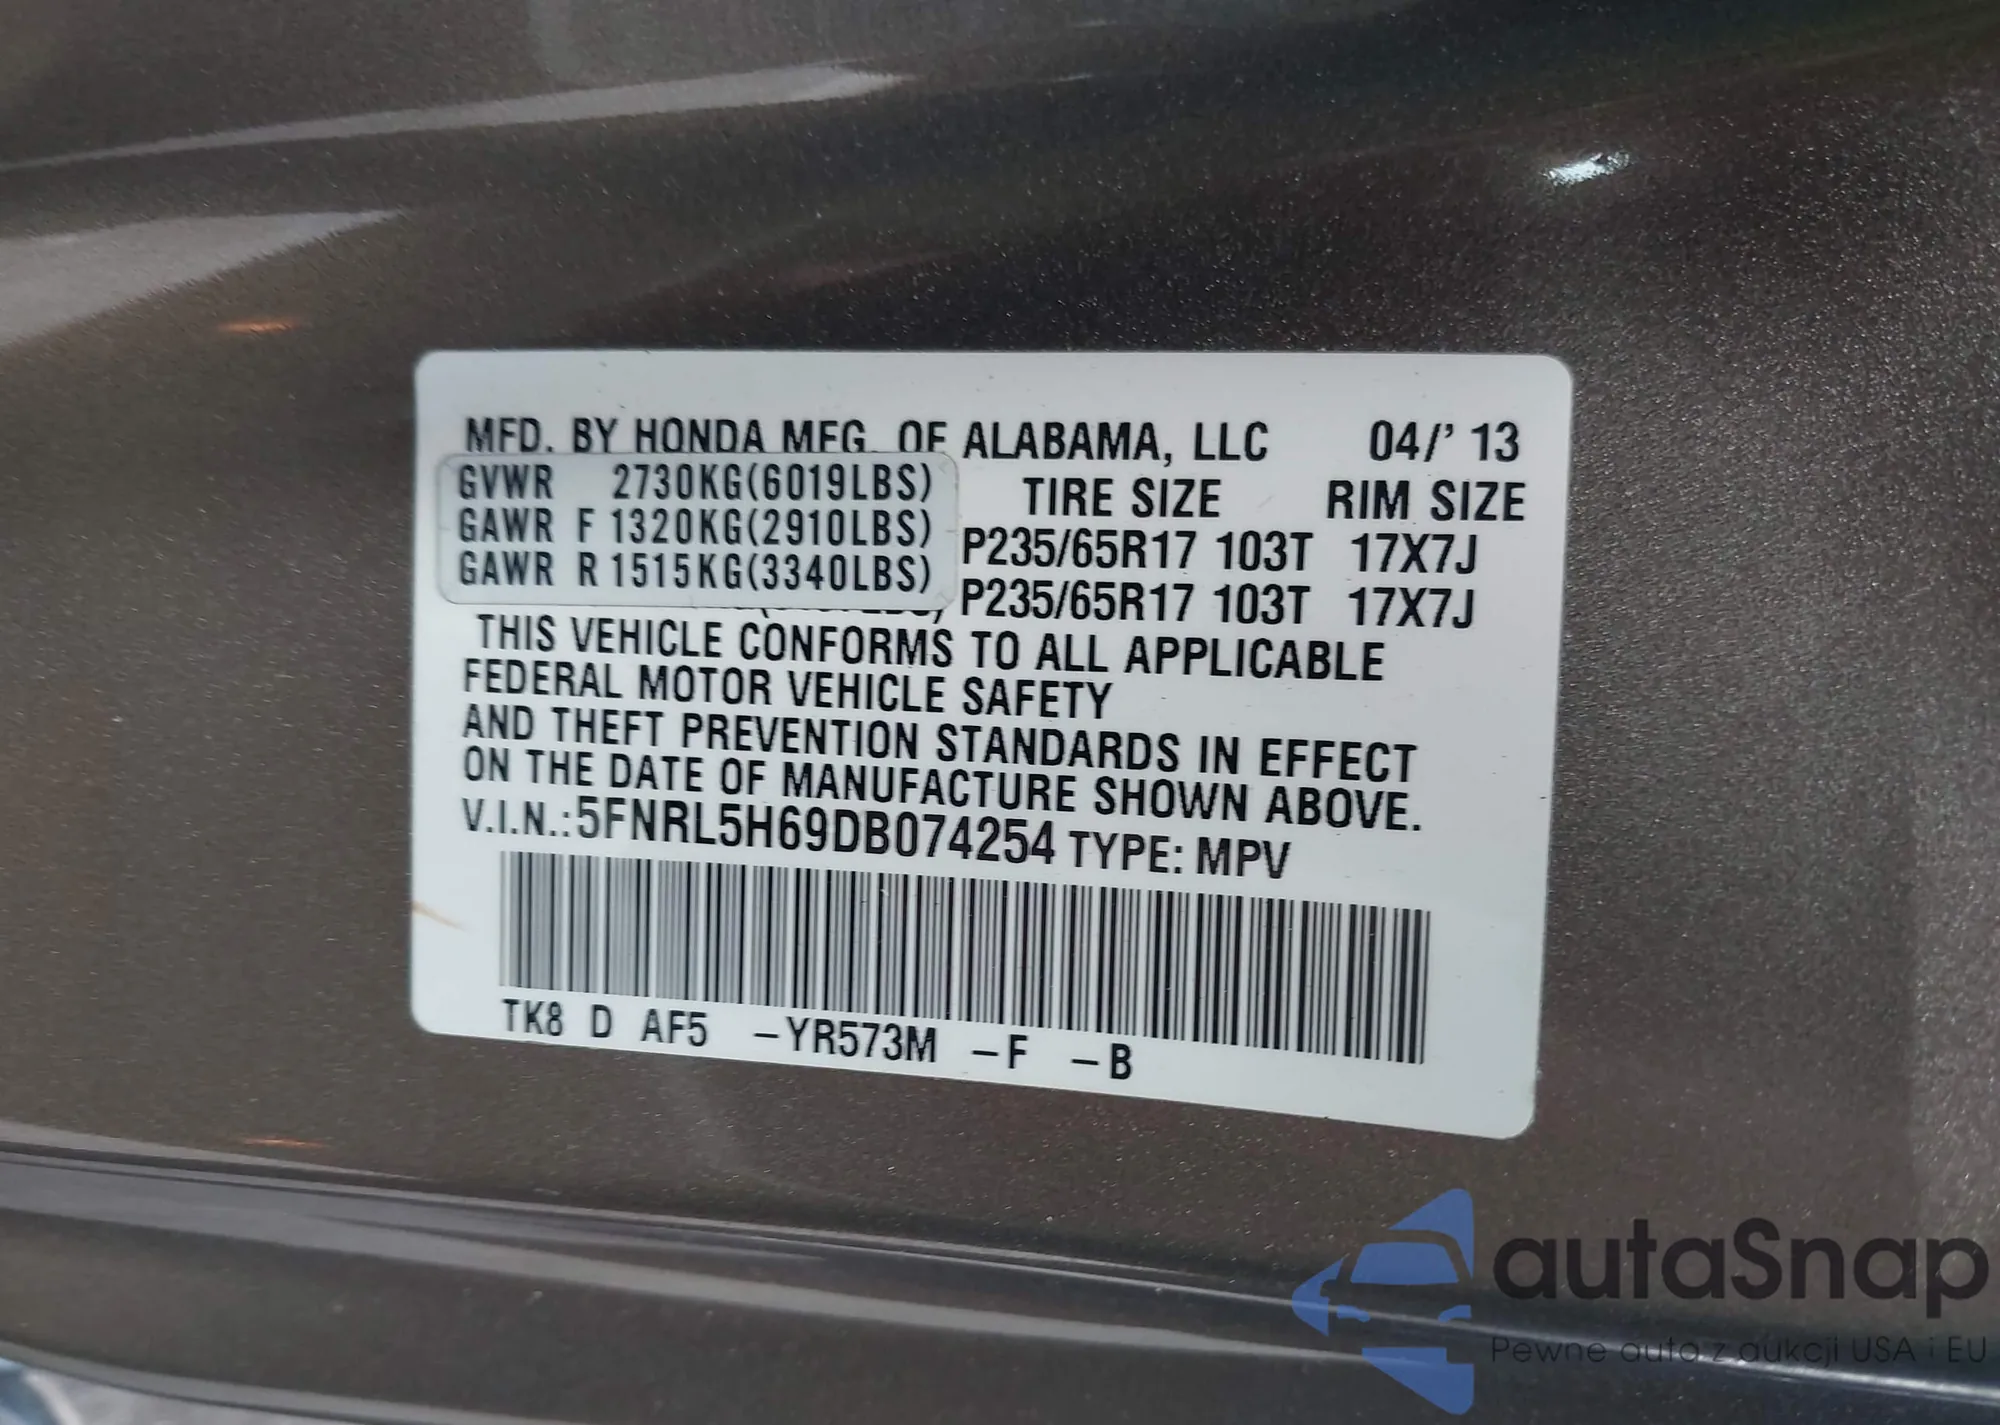 MFD. BY HONDA MFG. OF ALABAMA, LLC 04/' 13
GVWR 2730KG(6019LBS) TIRE SIZE RIM SIZE
GAWR F 1320KG(2910LBS) P235/65R17 103T 17X7J
GAWR R 1515KG(3340LBS) P235/65R17 103T 17X7J
THIS VEHICLE CONFORMS TO ALL APPLICABLE
FEDERAL MOTOR VEHICLE SAFETY
AND THEFT PREVENTION STANDARDS IN EFFECT
ON THE DATE OF MANUFACTURE SHOWN ABOVE.
V.I.N.:5FNRL5H69DB074254 TYPE: MPV
TK8 D AF5 -YR573M -F -B
autaSnap
Pewne auta z aukcji USA i EU